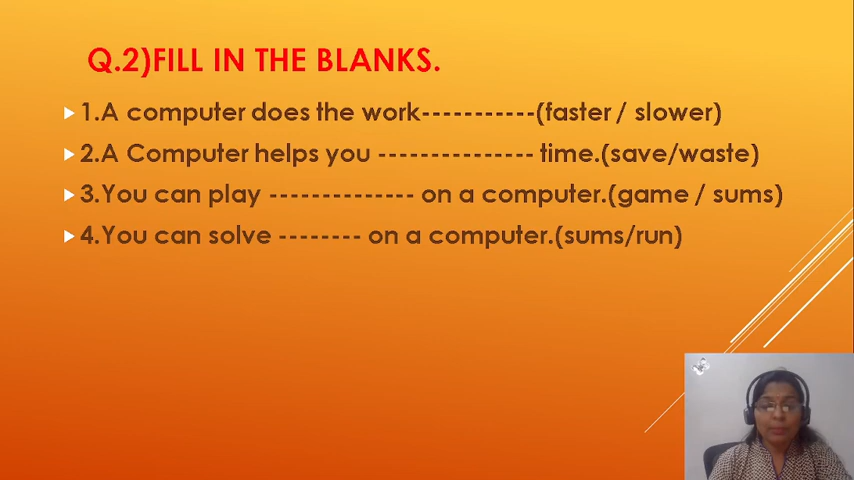 Q.2)FILL IN THE BLANKS.
1.A computer does the work-----------(faster / slower)
2.A Computer helps you --------------- time.(save/waste)
3.You can play -------------- on a computer.(game / sums)
4.You can solve -------- on a computer.(sums/run)